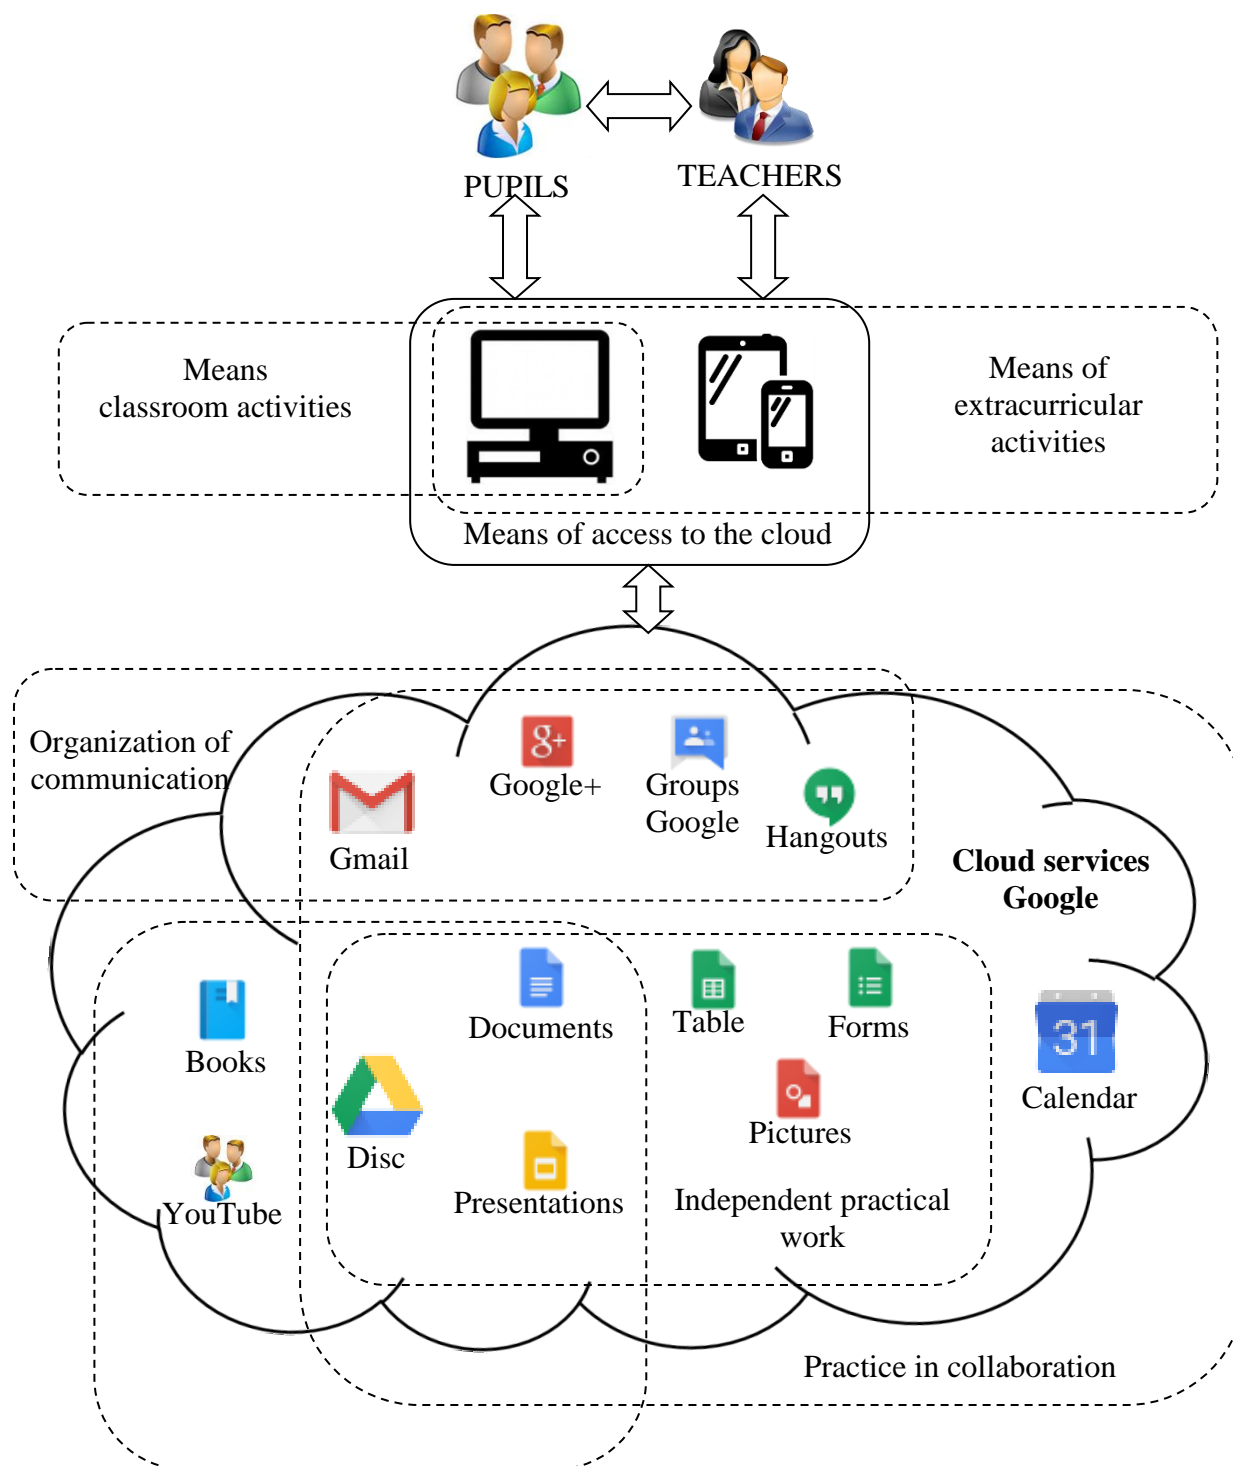 PUPILS
TEACHERS
Means
classroom activities
Means of
extracurricular
activities
Means of access to the cloud
Organization of
communication
g+
Google+
Groups
Google
Gmail
Hangouts
Cloud services
Google
Books
Documents
Table
Forms
31
Calendar
Disc
Pictures
YouTube
Presentations
Independent practical
work
Practice in collaboration